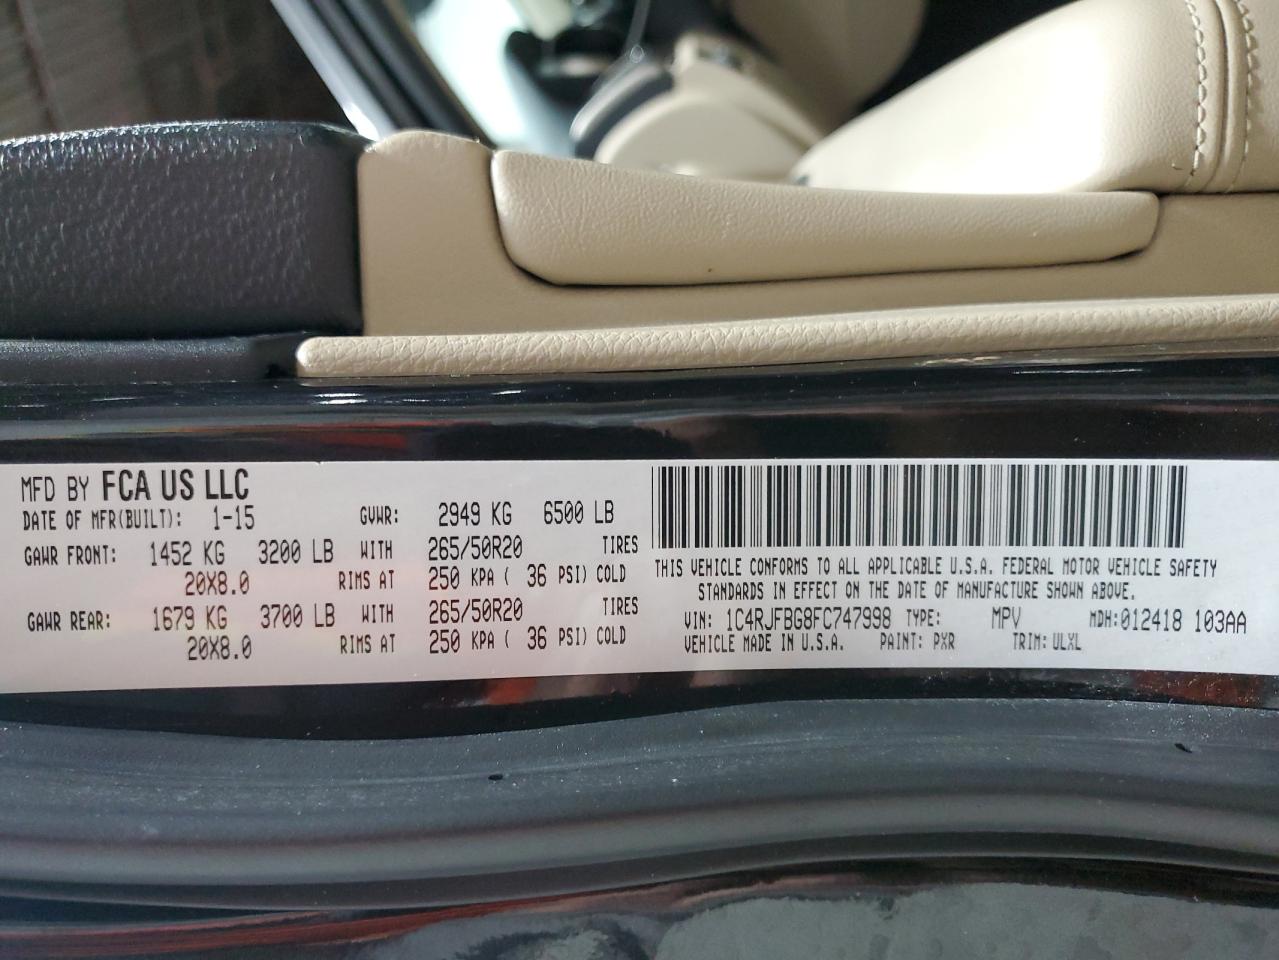 MFD BY FCA US LLC
DATE OF MFR(BUILT): 1-15 GVWR: 2949 KG 6500 LB
GAWR FRONT: 1452 KG 3200 LB WITH 265/50R20 TIRES
20X8.0 RIMS AT 250 KPA ( 36 PSI) COLD
GAWR REAR: 1679 KG 3700 LB WITH 265/50R20 TIRES
20X8.0 RIMS AT 250 KPA ( 36 PSI) COLD
THIS VEHICLE CONFORMS TO ALL APPLICABLE U.S.A. FEDERAL MOTOR VEHICLE SAFETY
STANDARDS IN EFFECT ON THE DATE OF MANUFACTURE SHOWN ABOVE.
VIN: 1C4RJFBG8FC747998 TYPE: MPV MDH:012418 103AA
VEHICLE MADE IN U.S.A. PAINT: PXR TRIM: ULXL